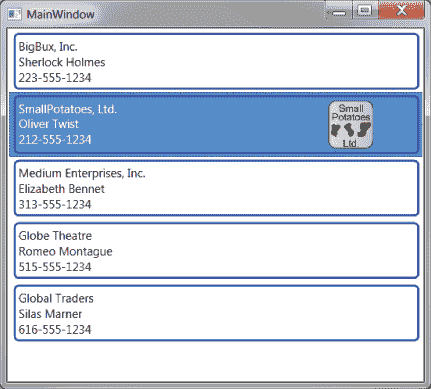 MainWindow
BigBux, Inc.
Sherlock Holmes
223-555-1234
SmallPotatoes, Ltd.
Oliver Twist
212-555-1234
Small
Potatoes
Ltd.
Medium Enterprises, Inc.
Elizabeth Bennet
313-555-1234
Globe Theatre
Romeo Montague
515-555-1234
Global Traders
Silas Marner
616-555-1234